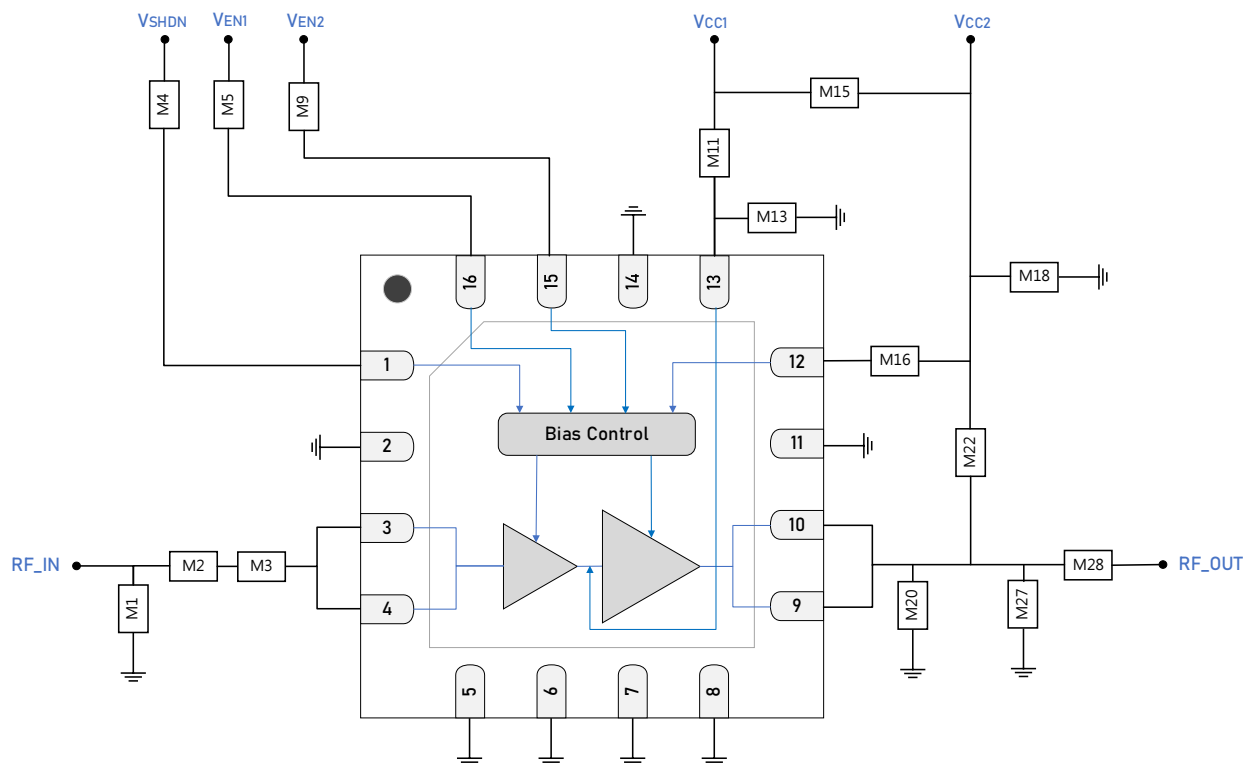 VSHDN VEN1 VEN2 VCC1 VCC2
M4 M5 M9 M15
M11
M13
M18
16 15 14 13
1 12 M16
Bias Control
2 11 M22
3 10
RF_IN M2 M3 M28 RF_OUT
M1 4 9 M20 M27
5 6 7 8